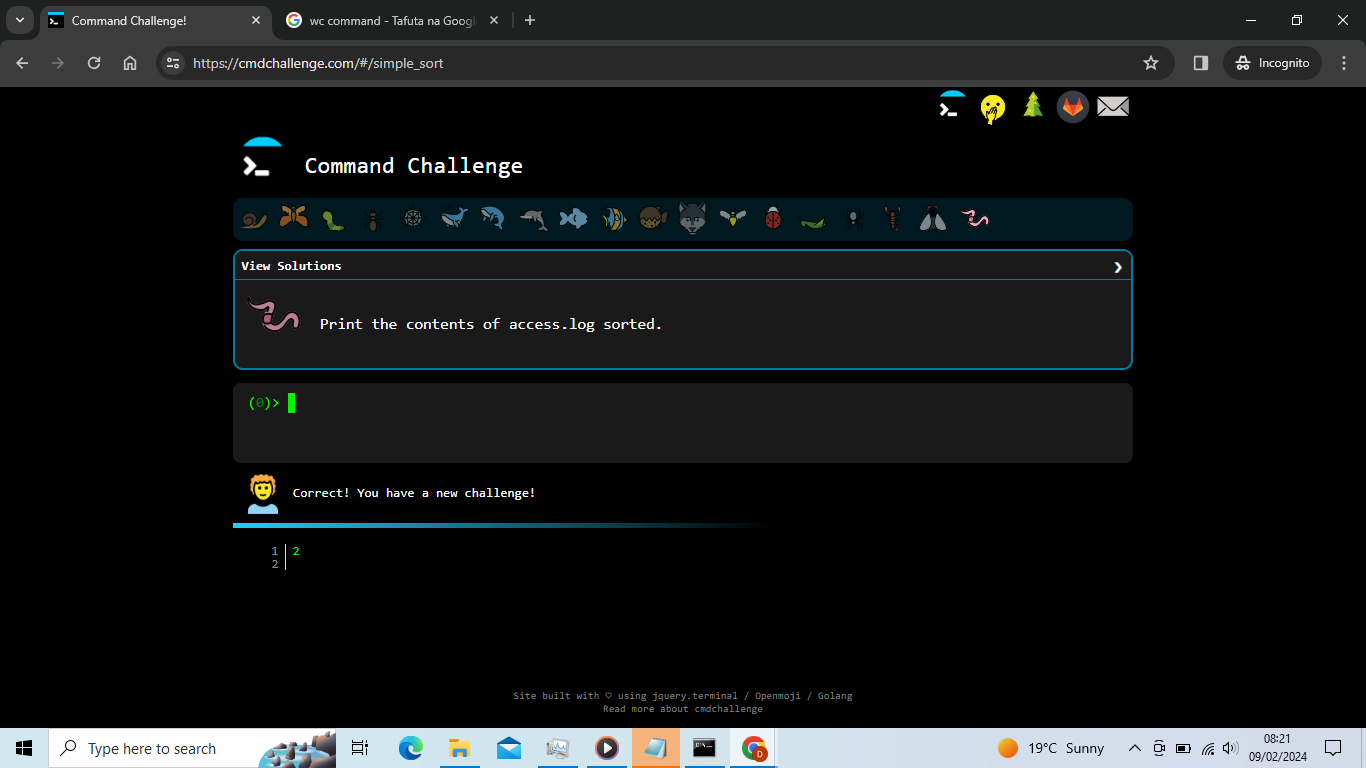 Command Challenge!
wc command - Tafuta na Googl
https://cmdchallenge.com/#/simple_sort
Incognito
Command Challenge
View Solutions
Print the contents of access.log sorted.
(0)>
Correct! You have a new challenge!
1 2
2
Site built with ♡ using jquery.terminal / Openmoji / Golang
Read more about cmdchallenge
Type here to search
D
19°C Sunny
08:21
09/02/2024